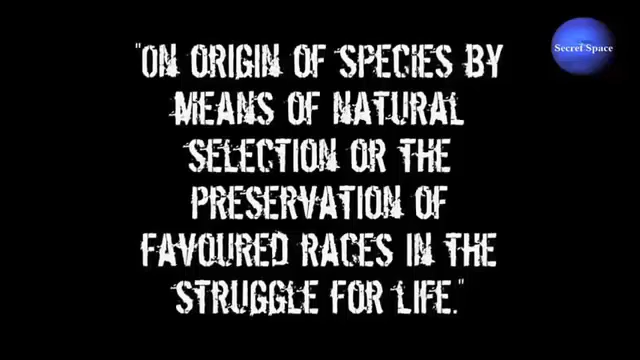 "ON ORIGIN OF SPECIES BY
MEANS OF NATURAL
SELECTION OR THE
PRESERVATION OF
FAVOURED RACES IN THE
STRUGGLE FOR LIFE."
Secret Space